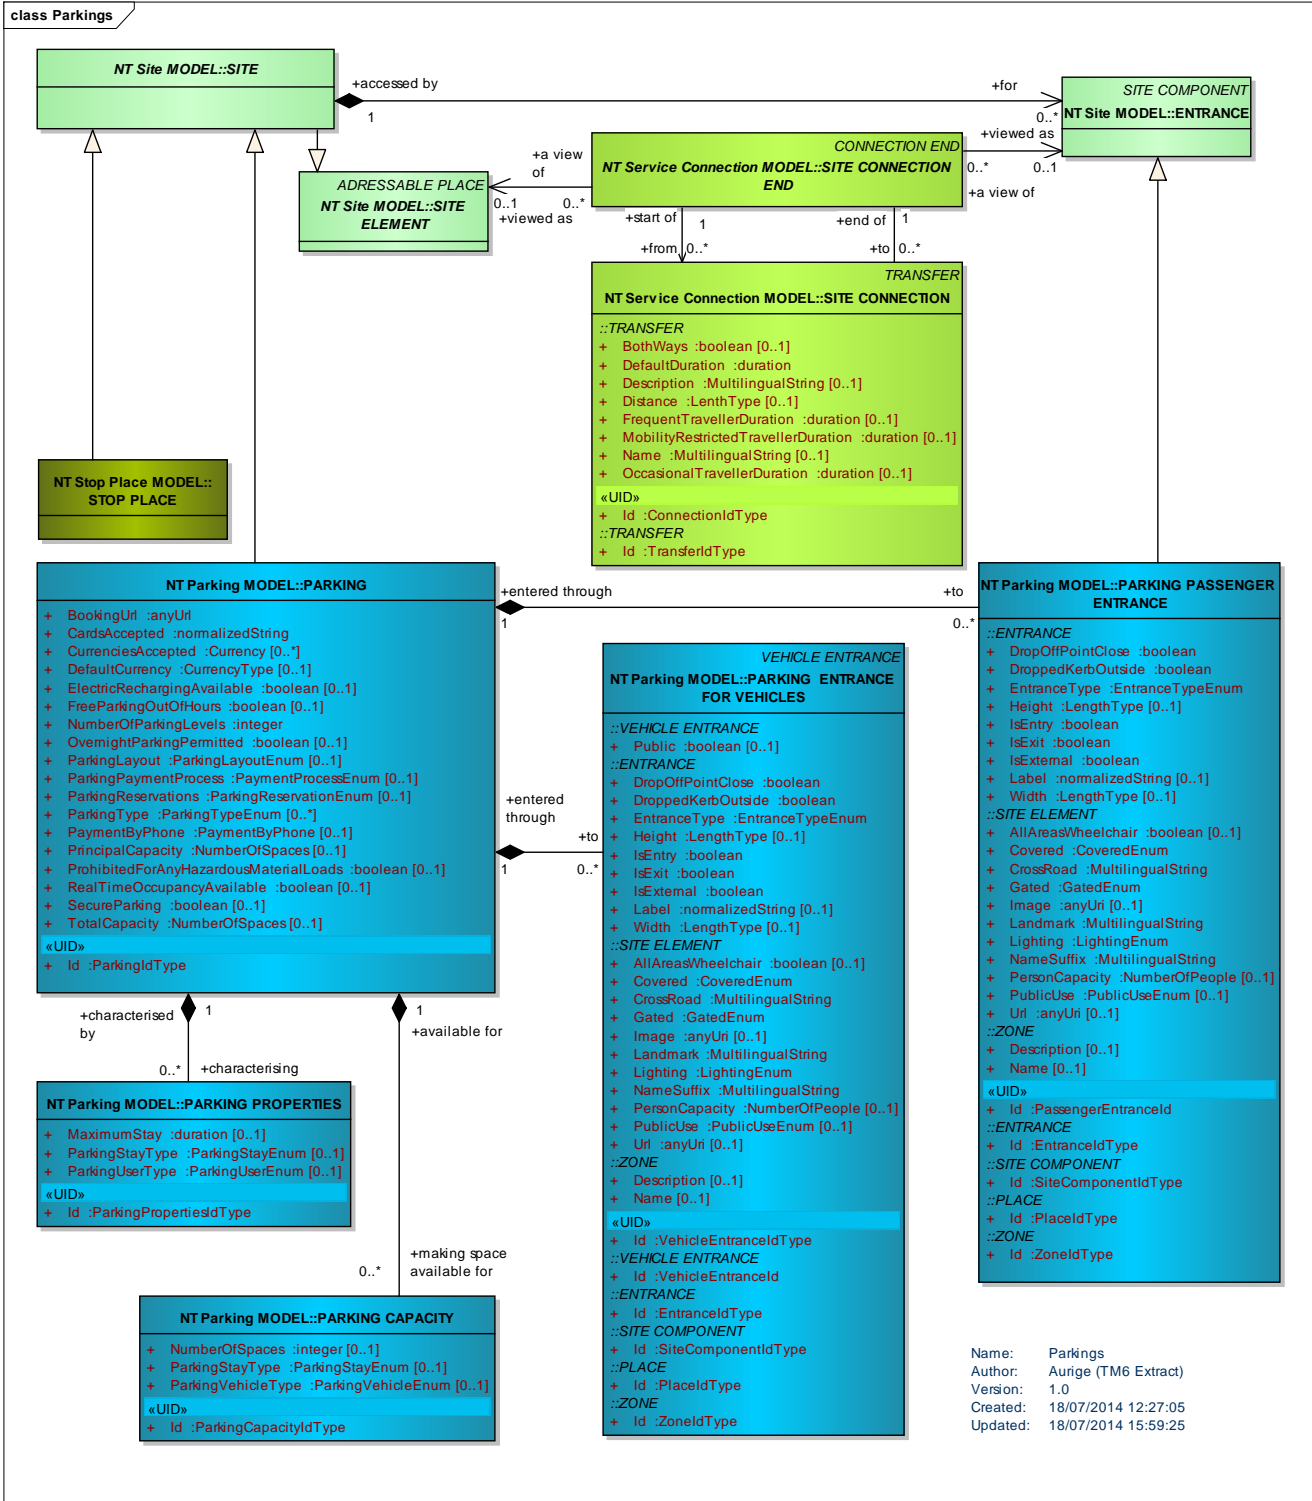 class Parkings
NT Site MODEL::SITE
+accessed by
1
+for
0..*
SITE COMPONENT
NT Site MODEL::ENTRANCE
+viewed as
0..*
0..1
+a view of
CONNECTION END
NT Service Connection MODEL::SITE CONNECTION
END
+a view
of
0..1
0..*
+viewed as
ADRESSABLE PLACE
NT Site MODEL::SITE
ELEMENT
+start of
1
+from
0..*
+end of
1
+to
0..*
TRANSFER
NT Service Connection MODEL::SITE CONNECTION
::TRANSFER
+ BothWays :boolean [0..1]
+ DefaultDuration :duration
+ Description :MultilingualString [0..1]
+ Distance :LenthType [0..1]
+ FrequentTravellerDuration :duration [0..1]
+ MobilityRestrictedTravellerDuration :duration [0..1]
+ Name :MultilingualString [0..1]
+ OccasionalTravellerDuration :duration [0..1]
«UID»
+ Id :ConnectionIdType
::TRANSFER
+ Id :TransferIdType
NT Stop Place MODEL::
STOP PLACE
NT Parking MODEL::PARKING
+ BookingUrl :anyUrl
+ CardsAccepted :normalizedString
+ CurrenciesAccepted :Currency [0..*]
+ DefaultCurrency :CurrencyType [0..1]
+ ElectricRechargingAvailable :boolean [0..1]
+ FreeParkingOutOfHours :boolean [0..1]
+ NumberOfParkingLevels :integer
+ OvernightParkingPermitted :boolean [0..1]
+ ParkingLayout :ParkingLayoutEnum [0..1]
+ ParkingPaymentProcess :PaymentProcessEnum [0..1]
+ ParkingReservations :ParkingReservationEnum [0..1]
+ ParkingType :ParkingTypeEnum [0..*]
+ PaymentByPhone :PaymentByPhone [0..1]
+ PrincipalCapacity :NumberOfSpaces [0..1]
+ ProhibitedForAnyHazardousMaterialLoads :boolean [0..1]
+ RealTimeOccupancyAvailable :boolean [0..1]
+ SecureParking :boolean [0..1]
+ TotalCapacity :NumberOfSpaces [0..1]
«UID»
+ Id :ParkingIdType
+entered through
1
+to
0..*
+entered
through
1
+to
0..*
VEHICLE ENTRANCE
NT Parking MODEL::PARKING ENTRANCE
FOR VEHICLES
::VEHICLE ENTRANCE
+ Public :boolean [0..1]
::ENTRANCE
+ DropOffPointClose :boolean
+ DroppedKerbOutside :boolean
+ EntranceType :EntranceTypeEnum
+ Height :LengthType [0..1]
+ IsEntry :boolean
+ IsExit :boolean
+ IsExternal :boolean
+ Label :normalizedString [0..1]
+ Width :LengthType [0..1]
::SITE ELEMENT
+ AllAreasWheelchair :boolean [0..1]
+ Covered :CoveredEnum
+ CrossRoad :MultilingualString
+ Gated :GatedEnum
+ Image :anyUri [0..1]
+ Landmark :MultilingualString
+ Lighting :LightingEnum
+ NameSuffix :MultilingualString
+ PersonCapacity :NumberOfPeople [0..1]
+ PublicUse :PublicUseEnum [0..1]
+ Url :anyUri [0..1]
::ZONE
+ Description [0..1]
+ Name [0..1]
«UID»
+ Id :VehicleEntranceIdType
::VEHICLE ENTRANCE
+ Id :VehicleEntranceId
::ENTRANCE
+ Id :EntranceIdType
::SITE COMPONENT
+ Id :SiteComponentIdType
::PLACE
+ Id :PlaceIdType
::ZONE
+ Id :ZoneIdType
NT Parking MODEL::PARKING PASSENGER
ENTRANCE
::ENTRANCE
+ DropOffPointClose :boolean
+ DroppedKerbOutside :boolean
+ EntranceType :EntranceTypeEnum
+ Height :LengthType [0..1]
+ IsEntry :boolean
+ IsExit :boolean
+ IsExternal :boolean
+ Label :normalizedString [0..1]
+ Width :LengthType [0..1]
::SITE ELEMENT
+ AllAreasWheelchair :boolean [0..1]
+ Covered :CoveredEnum
+ CrossRoad :MultilingualString
+ Gated :GatedEnum
+ Image :anyUri [0..1]
+ Landmark :MultilingualString
+ Lighting :LightingEnum
+ NameSuffix :MultilingualString
+ PersonCapacity :NumberOfPeople [0..1]
+ PublicUse :PublicUseEnum [0..1]
+ Url :anyUri [0..1]
::ZONE
+ Description [0..1]
+ Name [0..1]
«UID»
+ Id :PassengerEntranceId
::ENTRANCE
+ Id :EntranceIdType
::SITE COMPONENT
+ Id :SiteComponentIdType
::PLACE
+ Id :PlaceIdType
::ZONE
+ Id :ZoneIdType
+characterised
by
1
0..*
+characterising
1
+available for
NT Parking MODEL::PARKING PROPERTIES
+ MaximumStay :duration [0..1]
+ ParkingStayType :ParkingStayEnum [0..1]
+ ParkingUserType :ParkingUserEnum [0..1]
«UID»
+ Id :ParkingPropertiesIdType
0..*
+making space
available for
NT Parking MODEL::PARKING CAPACITY
+ NumberOfSpaces :integer [0..1]
+ ParkingStayType :ParkingStayEnum [0..1]
+ ParkingVehicleType :ParkingVehicleEnum [0..1]
«UID»
+ Id :ParkingCapacityIdType
Name: Parkings
Author: Aurige (TM6 Extract)
Version: 1.0
Created: 18/07/2014 12:27:05
Updated: 18/07/2014 15:59:25